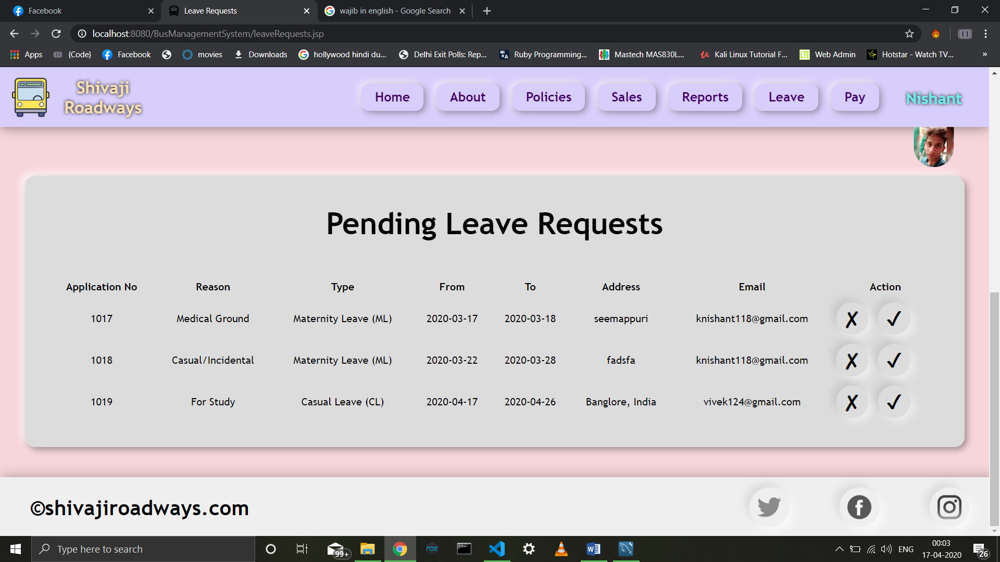 Facebook
Leave Requests
wajib in english - Google Search
localhost:8080/BusManagementSystem/leaveRequests.jsp
Apps
{Code}
Facebook
movies
Downloads
hollywood hindi du...
Delhi Exit Polls: Rep...
Ruby Programming...
Mastech MAS830L...
Kali Linux Tutorial F...
LTE Web Admin
Hotstar - Watch TV...
»
Shivaji
Roadways
Home About Policies Sales Reports Leave Pay Nishant
Pending Leave Requests
Application No Reason Type From To Address Email Action
1017 Medical Ground Maternity Leave (ML) 2020-03-17 2020-03-18 seemappuri knishant118@gmail.com ✗ ✓
1018 Casual/Incidental Maternity Leave (ML) 2020-03-22 2020-03-28 fadsfa knishant118@gmail.com ✗ ✓
1019 For Study Casual Leave (CL) 2020-04-17 2020-04-26 Banglore, India vivek124@gmail.com ✗ ✓
©shivajiroadways.com
Type here to search
99+
nox
ENG
00:03
17-04-2020
26